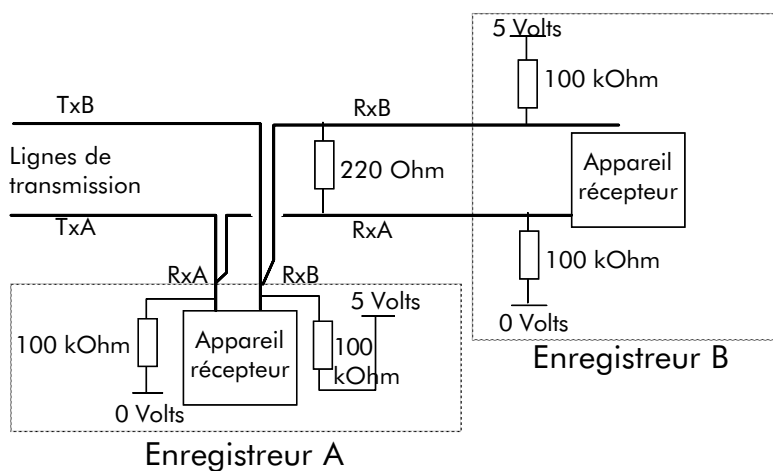 5 Volts
100 kOhm
TxB
RxB
Lignes de
transmission
220 Ohm
Appareil
récepteur
TxA
RxA
100 kOhm
0 Volts
Enregistreur B
RxA
RxB
5 Volts
100 kOhm
Appareil
récepteur
100
kOhm
0 Volts
Enregistreur A